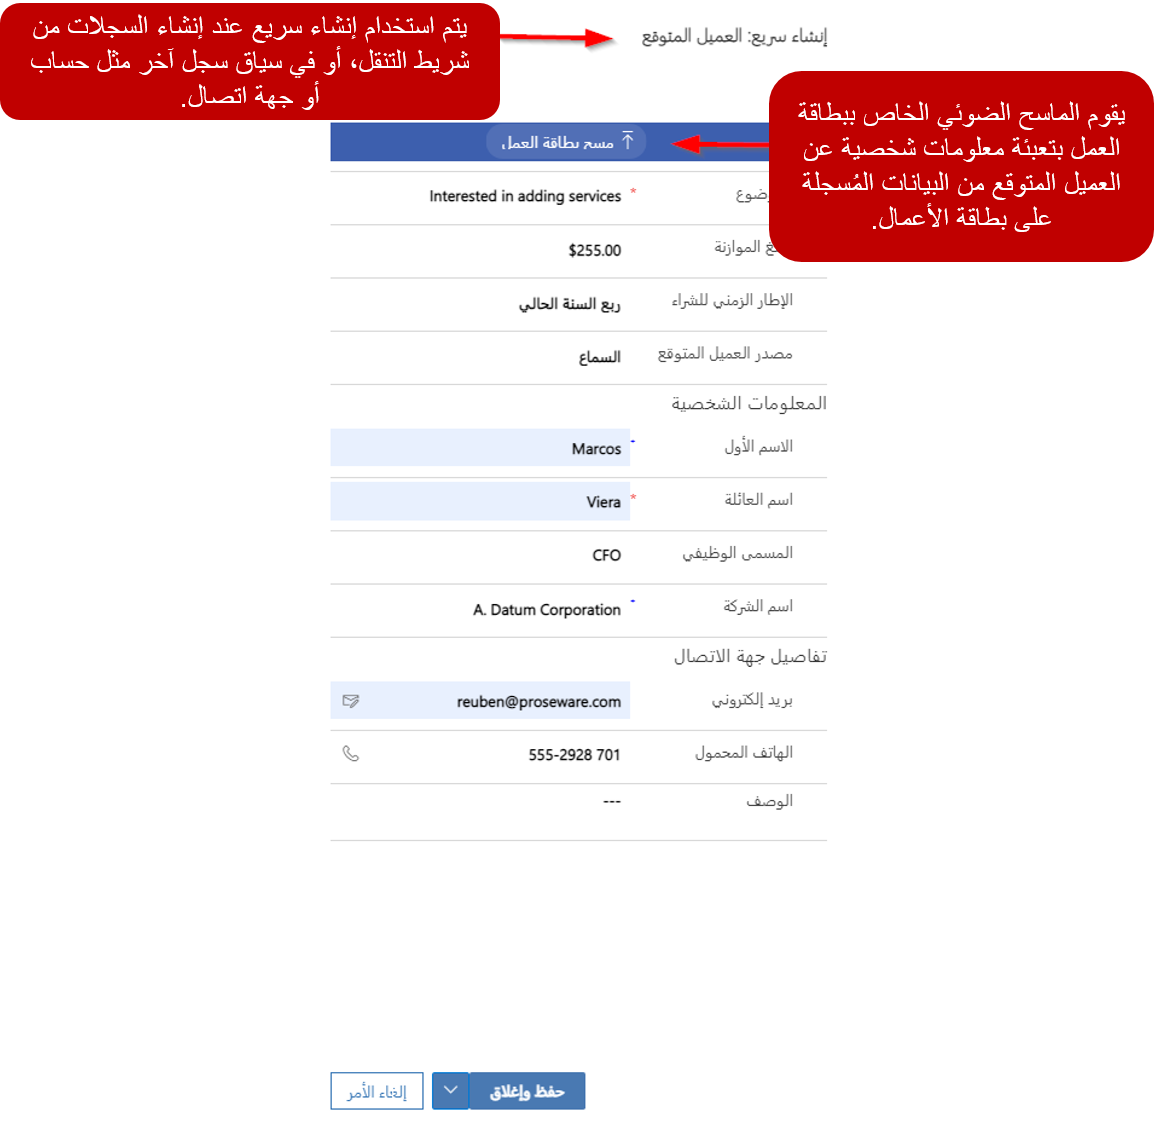 يتم استخدام إنشاء سريع عند إنشاء السجلات من
شريط التنقل، أو في سياق سجل آخر مثل حساب
أو جهة اتصال.
إنشاء سريع: العميل المتوقع
يقوم الماسح الضوئي الخاص ببطاقة
العمل بتعبئة معلومات شخصية عن
العميل المتوقع من البيانات المُسجلة
على بطاقة الأعمال.
مسح بطاقة العمل
* Interested in adding services
الموازنة $255.00
الإطار الزمني للشراء ربع السنة الحالي
مصدر العميل المتوقع السماع
المعلومات الشخصية
الاسم الأول Marcos
اسم العائلة * Viera
المسمى الوظيفي CFO
اسم الشركة A. Datum Corporation
تفاصيل جهة الاتصال
بريد إلكتروني reuben@proseware.com
الهاتف المحمول 555-2928 701
الوصف ---
حفظ وإغلاق
إلغاء الأمر